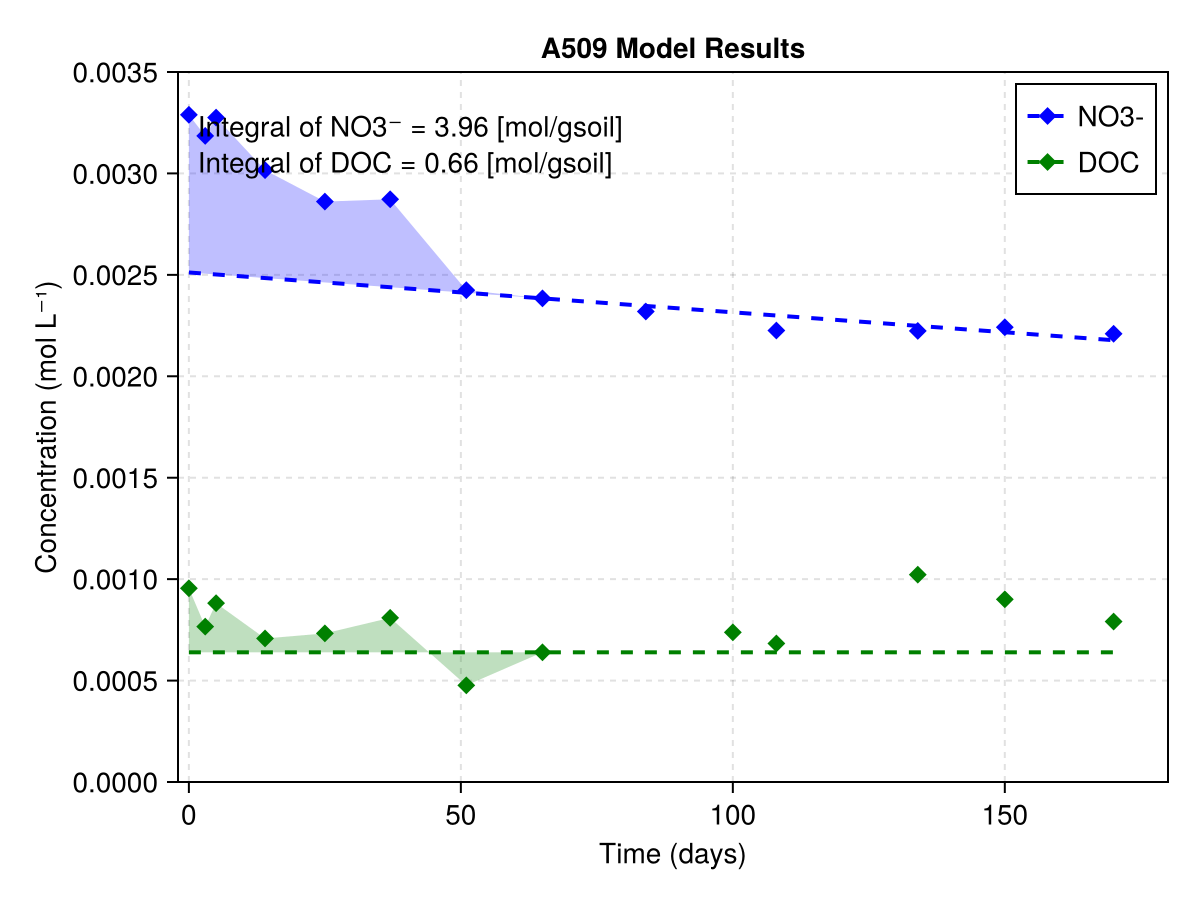 A509 Model Results
0.0035
0.0030
0.0025
0.0020
0.0015
0.0010
0.0005
0.0000
Concentration (mol L⁻¹)
Integral of NO3⁻ = 3.96 [mol/gsoil]
Integral of DOC = 0.66 [mol/gsoil]
NO3-
DOC
0 50 100 150
Time (days)